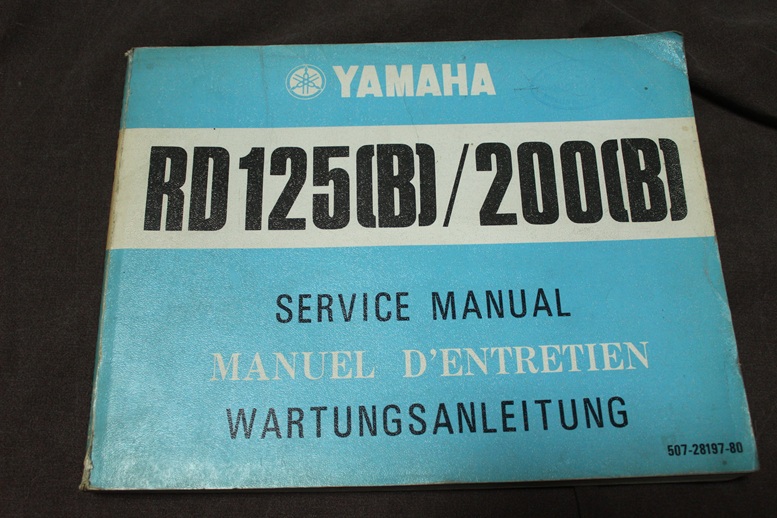 YAMAHA
RD125(B)/200(B)
SERVICE MANUAL
MANUEL D'ENTRETIEN
WARTUNGSANLEITUNG
507-28197-80